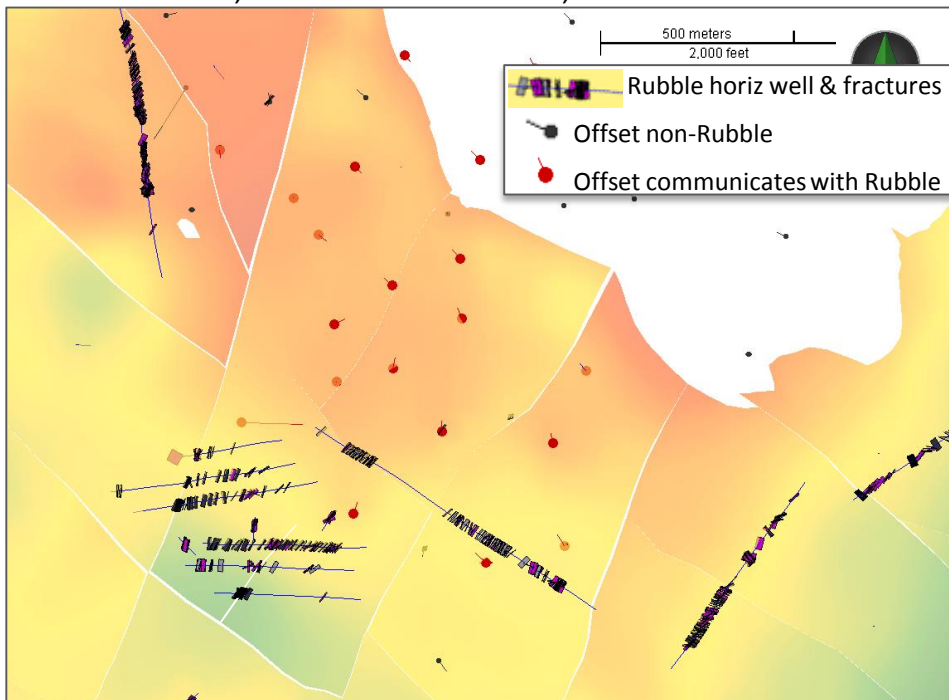 500 meters
2,000 feet
Rubble horiz well & fractures
Offset non-Rubble
Offset communicates with Rubble